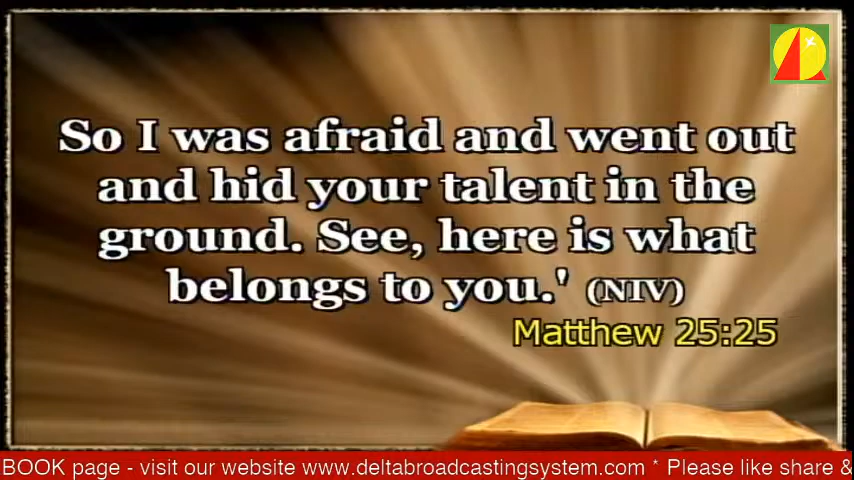 So I was afraid and went out
and hid your talent in the
ground. See, here is what
belongs to you.' (NIV)
Matthew 25:25
BOOK page - visit our website www.deltabroadcastingsystem.com * Please like share &